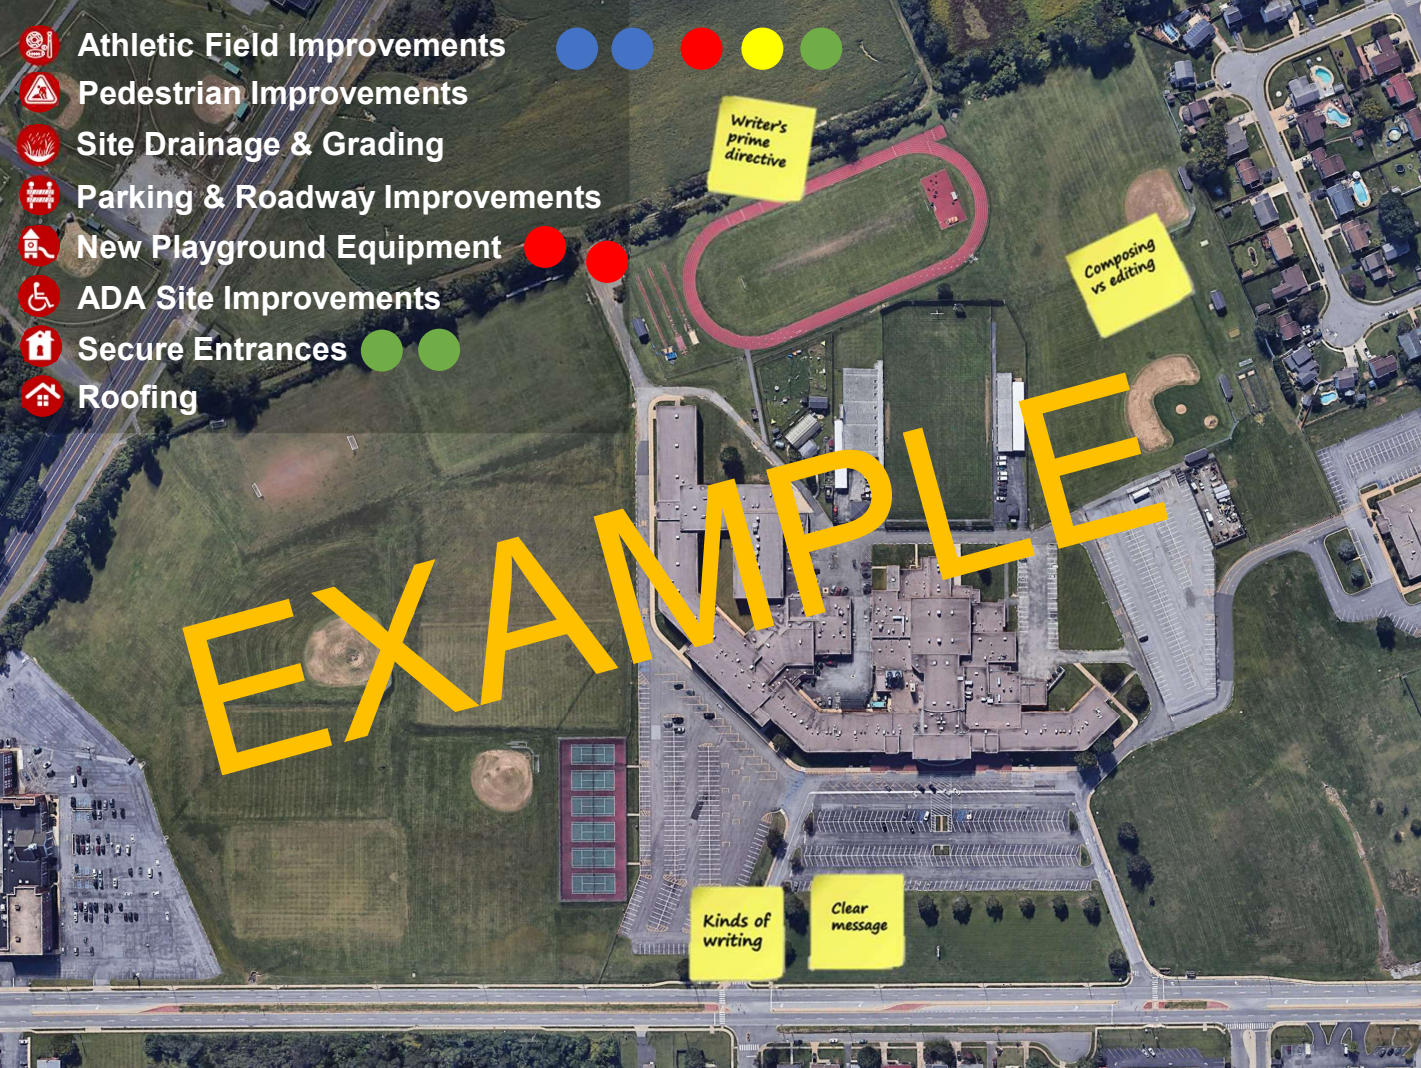 Athletic Field Improvements
Pedestrian Improvements
Site Drainage & Grading
Parking & Roadway Improvements
New Playground Equipment
ADA Site Improvements
Secure Entrances
Roofing
Writer's
prime
directive
Composing
vs editing
EXAMPLE
Kinds of
writing
Clear
message